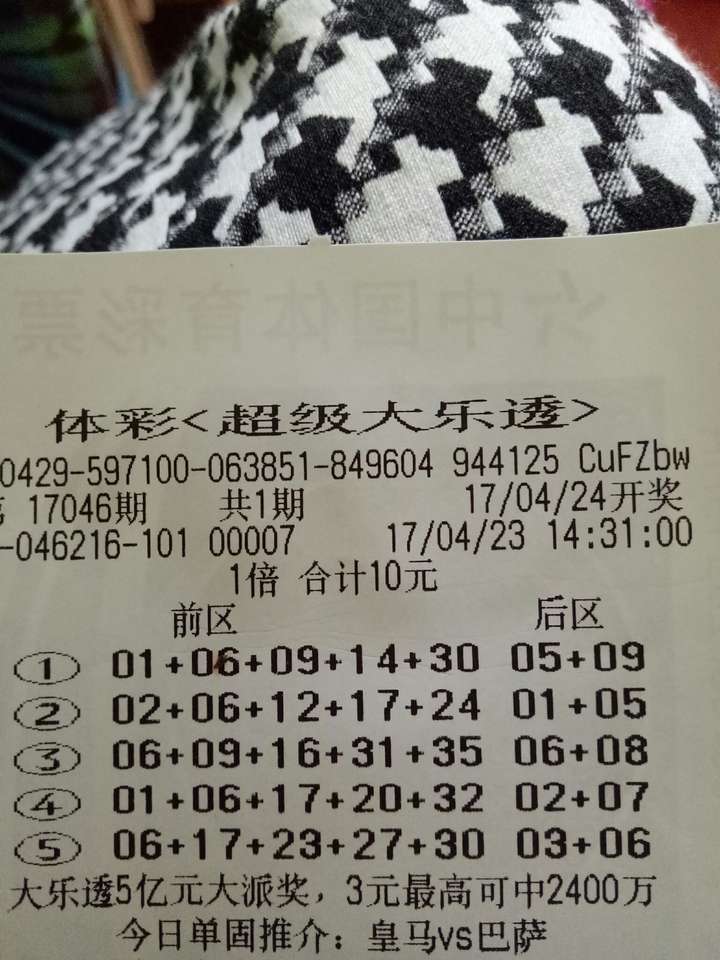 中国体育彩票
体彩<超级大乐透>
0429-597100-063851-849604 944125 CuFZbw
第 17046期 共1期 17/04/24开奖
-046216-101 00007 17/04/23 14:31:00
1倍 合计10元
前区 后区
① 01+06+09+14+30 05+09
② 02+06+12+17+24 01+05
③ 06+09+16+31+35 06+08
④ 01+06+17+20+32 02+07
⑤ 06+17+23+27+30 03+06
大乐透5亿元大派奖，3元最高可中2400万
今日单固推介：皇马vs巴萨